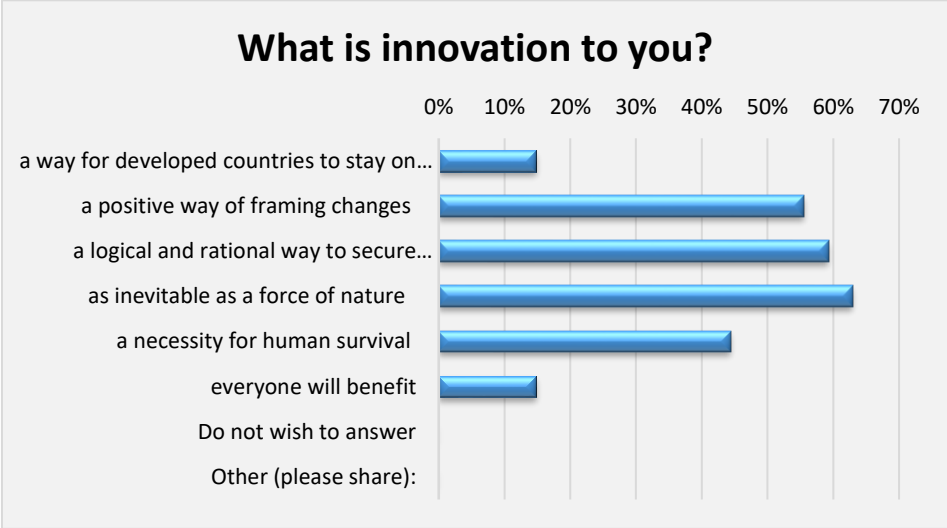 What is innovation to you?
0% 10% 20% 30% 40% 50% 60% 70%
a way for developed countries to stay on...
a positive way of framing changes
a logical and rational way to secure...
as inevitable as a force of nature
a necessity for human survival
everyone will benefit
Do not wish to answer
Other (please share):